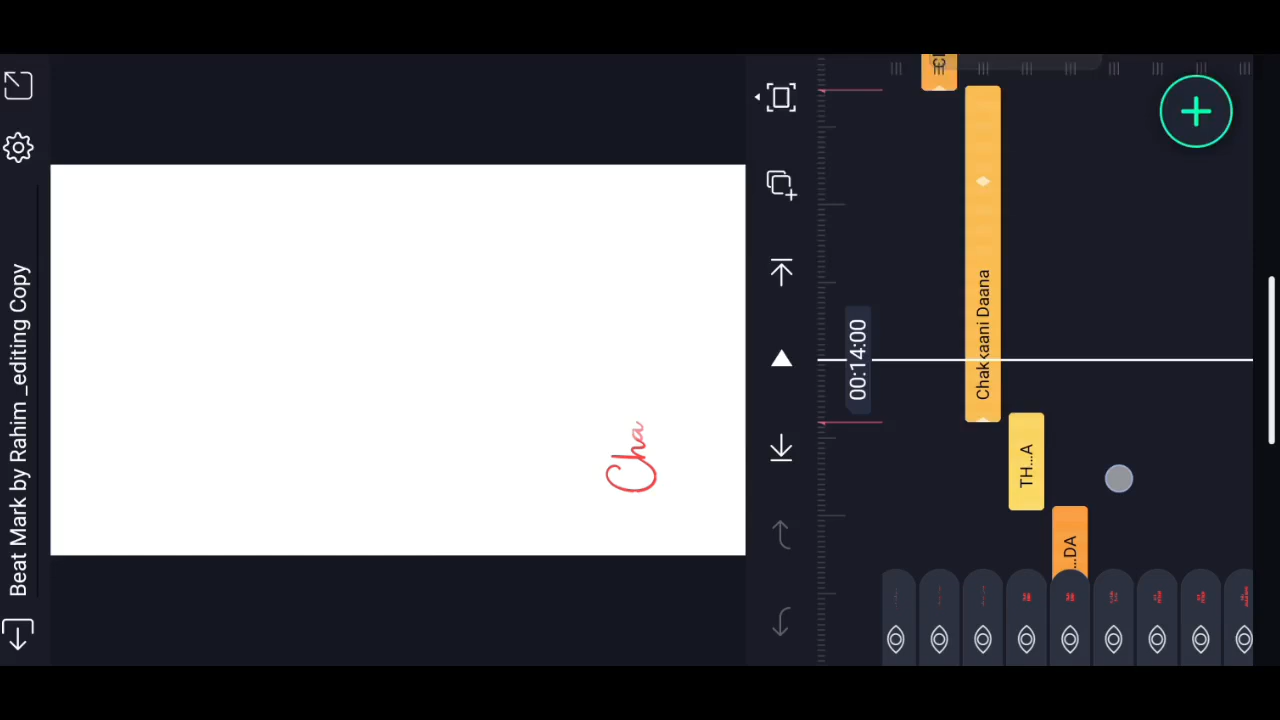 Beat Mark by Rahim _editing Copy
Cha
00:14:00
Chakkaani Daana
TH...A
...DA